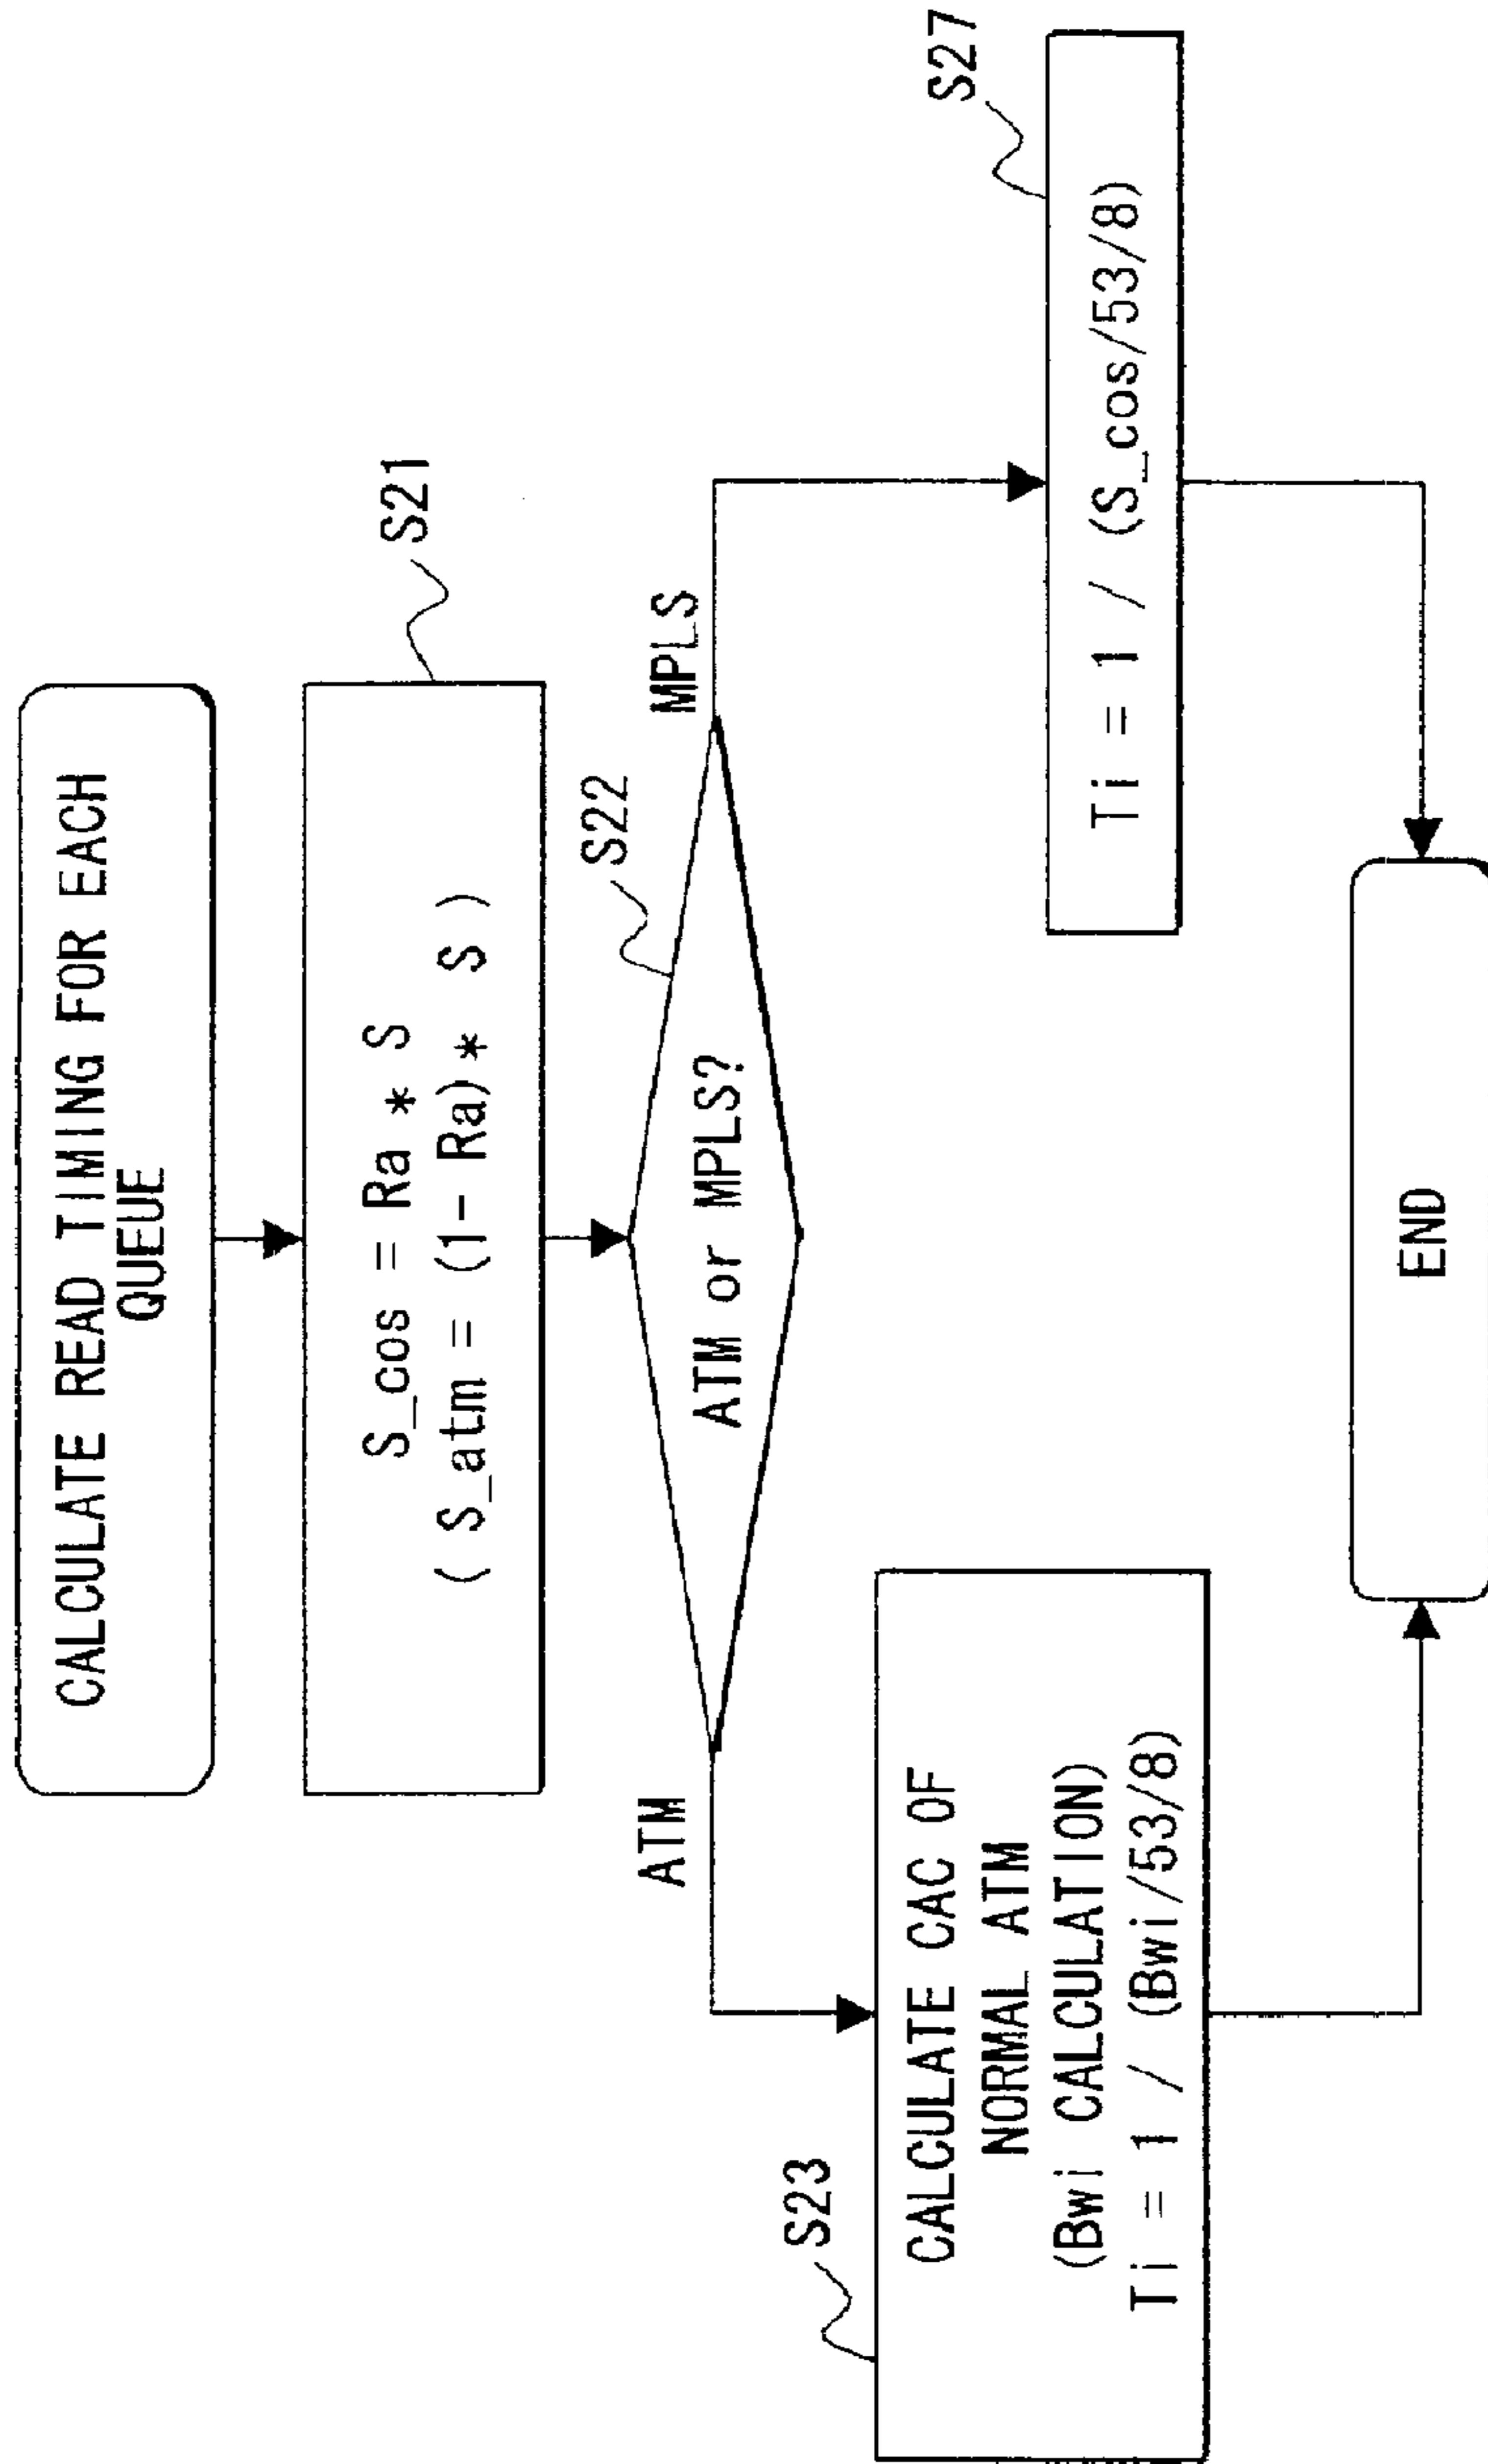 CALCULATE READ TIMING FOR EACH
QUEUE
S21
S_cos = Ra * S
( S_atm = (1- Ra) * S )
S22
ATM or MPLS?
ATM
MPLS
S23
CALCULATE CAC OF
NORMAL ATM
(Bwi CALCULATION)
Ti = 1 / (Bwi/53/8)
S27
Ti = 1 / (S_cos/53/8)
END